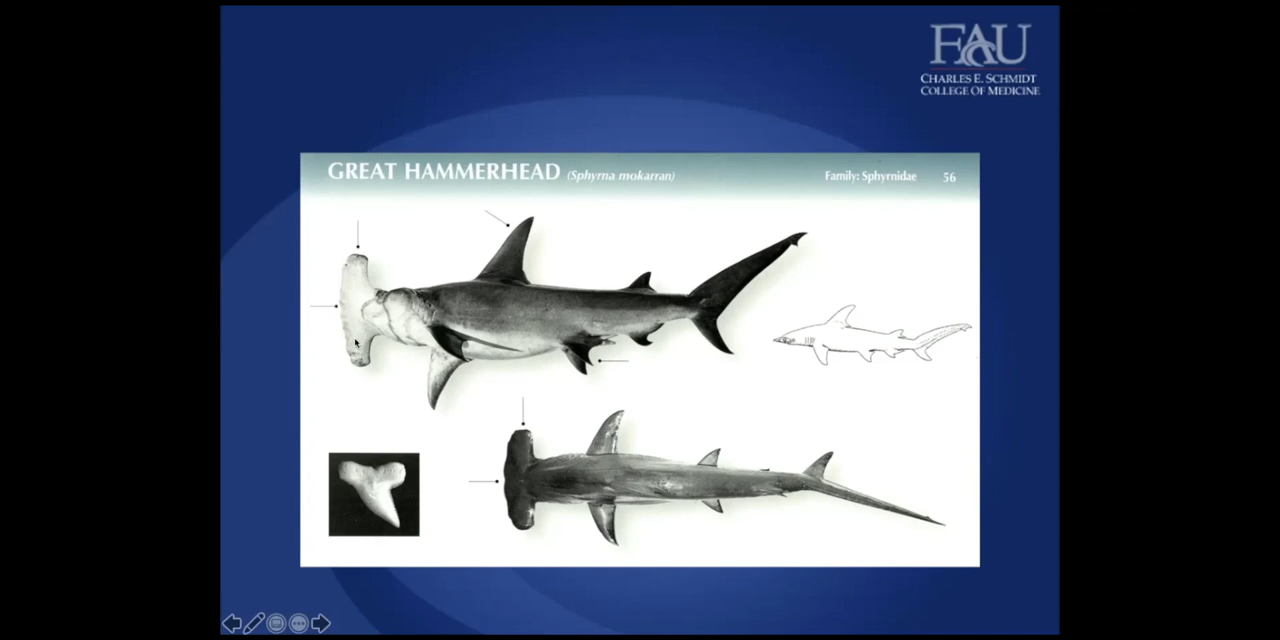 FAU
CHARLES E. SCHMIDT
COLLEGE OF MEDICINE
GREAT HAMMERHEAD (Sphyrna mokarran) Family: Sphyrnidae 56